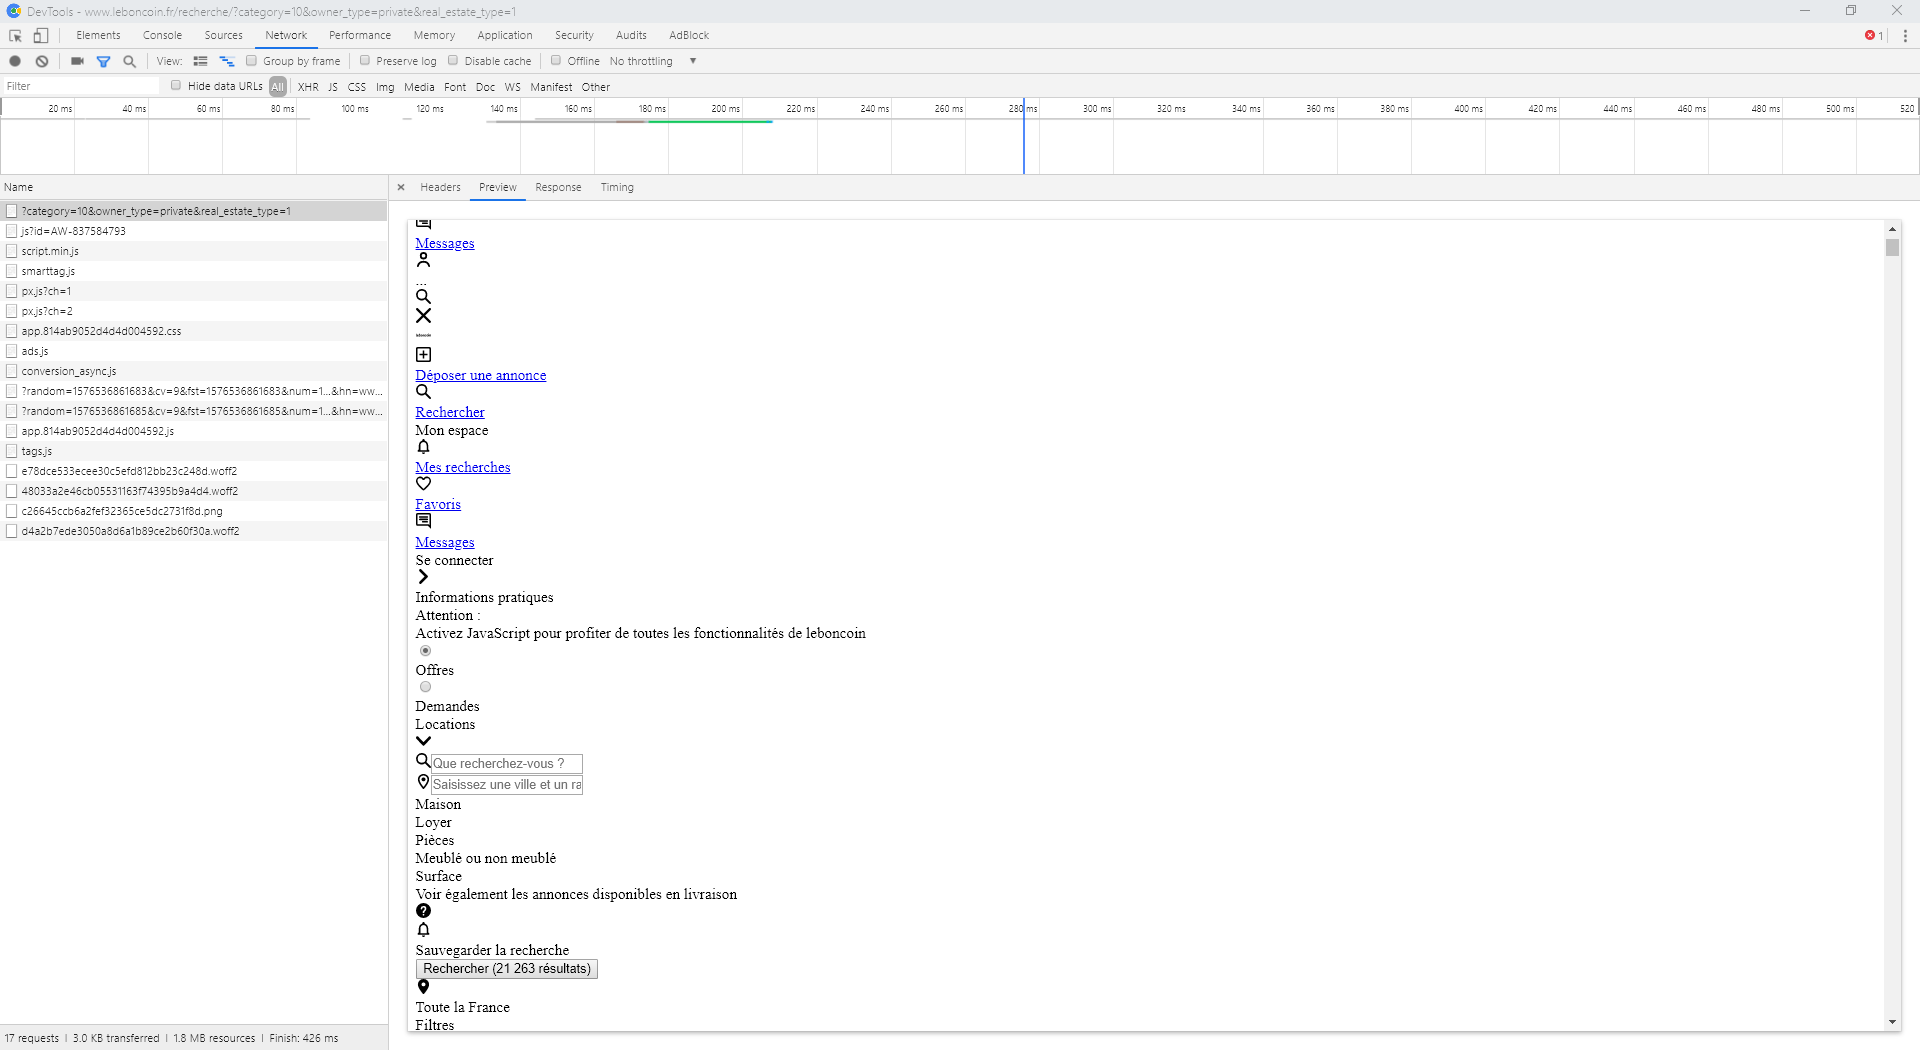 DevTools - www.leboncoin.fr/recherche/?category=10&owner_type=private&real_estate_type=1
Elements Console Sources Network Performance Memory Application Security Audits AdBlock 1
View: Group by frame Preserve log Disable cache Offline No throttling
Filter Hide data URLs All XHR JS CSS Img Media Font Doc WS Manifest Other
20 ms 40 ms 60 ms 80 ms 100 ms 120 ms 140 ms 160 ms 180 ms 200 ms 220 ms 240 ms 260 ms 280 ms 300 ms 320 ms 340 ms 360 ms 380 ms 400 ms 420 ms 440 ms 460 ms 480 ms 500 ms 520
Name
?category=10&owner_type=private&real_estate_type=1
js?id=AW-837584793
script.min.js
smarttag.js
px.js?ch=1
px.js?ch=2
app.814ab9052d4d4d004592.css
ads.js
conversion_async.js
?random=1576536861683&cv=9&fst=1576536861683&num=1...&hn=ww...
?random=1576536861685&cv=9&fst=1576536861685&num=1...&hn=ww...
app.814ab9052d4d4d004592.js
tags.js
e78dce533ecee30c5efd812bb23c248d.woff2
48033a2e46cb05531163f74395b9a4d4.woff2
c26645ccb6a2fef32365ce5dc2731f8d.png
d4a2b7ede3050a8d6a1b89ce2b60f30a.woff2
17 requests | 3.0 KB transferred | 1.8 MB resources | Finish: 426 ms
Headers Preview Response Timing
Messages
...
leboncoin
Déposer une annonce
Rechercher
Mon espace
Mes recherches
Favoris
Messages
Se connecter
Informations pratiques
Attention :
Activez JavaScript pour profiter de toutes les fonctionnalités de leboncoin
Offres
Demandes
Locations
Que recherchez-vous ?
Saisissez une ville et un ra
Maison
Loyer
Pièces
Meublé ou non meublé
Surface
Voir également les annonces disponibles en livraison
Sauvegarder la recherche
Rechercher (21 263 résultats)
Toute la France
Filtres